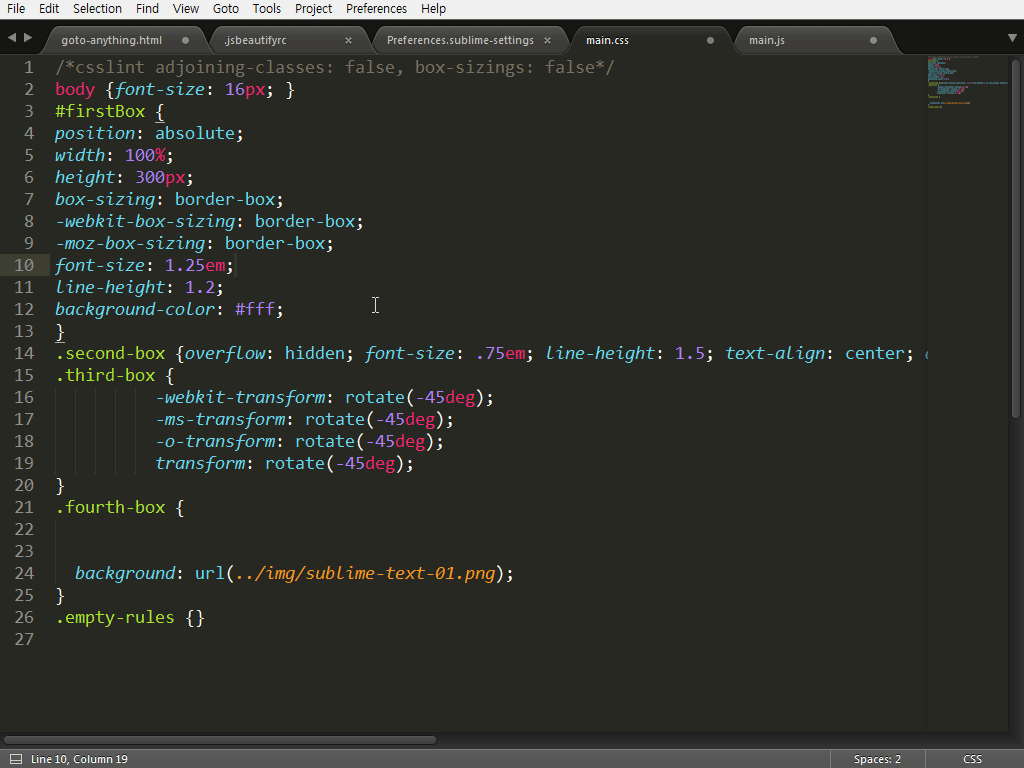 File Edit Selection Find View Goto Tools Project Preferences Help
goto-anything.html .jsbeautifyrc Preferences.sublime-settings main.css main.js
1 /*csslint adjoining-classes: false, box-sizings: false*/
2 body {font-size: 16px; }
3 #firstBox {
4 position: absolute;
5 width: 100%;
6 height: 300px;
7 box-sizing: border-box;
8 -webkit-box-sizing: border-box;
9 -moz-box-sizing: border-box;
10 font-size: 1.25em;
11 line-height: 1.2;
12 background-color: #fff;
13 }
14 .second-box {overflow: hidden; font-size: .75em; line-height: 1.5; text-align: center;
15 .third-box {
16 -webkit-transform: rotate(-45deg);
17 -ms-transform: rotate(-45deg);
18 -o-transform: rotate(-45deg);
19 transform: rotate(-45deg);
20 }
21 .fourth-box {
22
23
24 background: url(../img/sublime-text-01.png);
25 }
26 .empty-rules {}
27
Line 10, Column 19 Spaces: 2 CSS